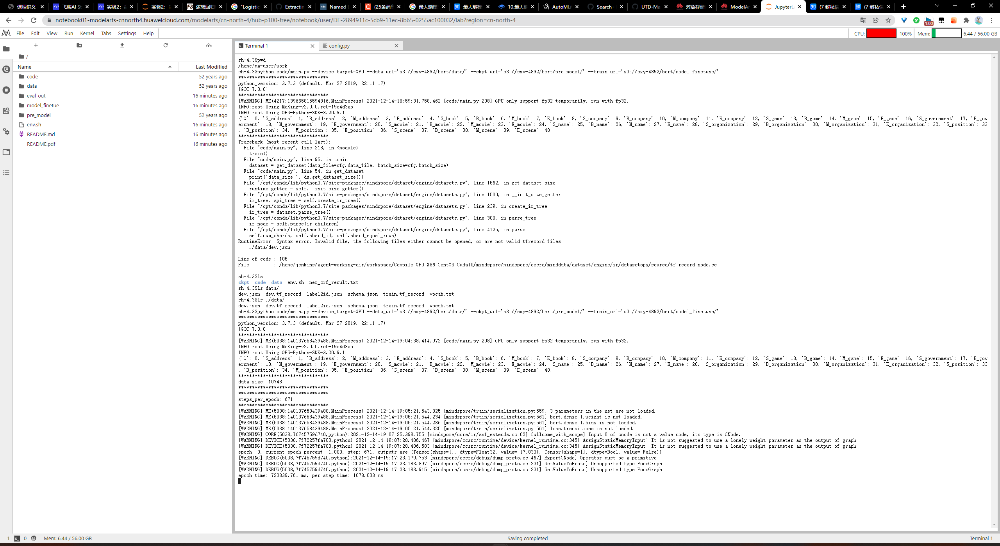 课程讲义
飞桨AI St
实验2：
实验2：
逻辑回归
"Logistic
Extractin
Named
(25条消息
最大熵模
最大熵模
10.最大
AutoML
Search ·
UTD-Ma
对象存储
ModelAr
JupyterL
(7 封私信
(7 封私信
notebook01-modelarts-cnnorth4.huaweicloud.com/modelarts/cn-north-4/hub-p100-free/notebook/user/DE-2894911c-5cb9-11ec-8b65-0255ac100032/lab?region=cn-north-4
1.00
File Edit View Run Kernel Tabs Settings Help
CPU: 100% Mem: 6.44 / 56.00 GB
/
Name Last Modified
code 52 years ago
data 52 years ago
eval_out 16 minutes ago
model_finetue 16 minutes ago
pre_model 52 years ago
env.sh 16 minutes ago
README.md 16 minutes ago
README.pdf 16 minutes ago
Terminal 1
config.py
sh-4.3$pwd
/home/ma-user/work
sh-4.3$python code/main.py --device_target=GPU --data_url='s3://sxy-4892/bert/data/' --ckpt_url='s3://sxy-4892/bert/pre_model/' --train_url='s3://sxy-4892/bert/model_finetune/'
*********************************
python_version: 3.7.3 (default, Mar 27 2019, 22:11:17)
[GCC 7.3.0]
*********************************
[WARNING] ME(4217:139665815594816,MainProcess):2021-12-14-18:59:31.758.462 [code/main.py:208] GPU only support fp32 temporarily, run with fp32.
INFO:root:Using MoXing-v2.0.0.rc0-19e4d3ab
INFO:root:Using OBS-Python-SDK-3.20.9.1
{'O': 0, 'S_address': 1, 'B_address': 2, 'M_address': 3, 'E_address': 4, 'S_book': 5, 'B_book': 6, 'M_book': 7, 'E_book': 8, 'S_company': 9, 'B_company': 10, 'M_company': 11, 'E_company': 12, 'S_game': 13, 'B_game': 14, 'M_game': 15, 'E_game': 16, 'S_government': 17, 'B_gov
ernment': 18, 'M_government': 19, 'E_government': 20, 'S_movie': 21, 'B_movie': 22, 'M_movie': 23, 'E_movie': 24, 'S_name': 25, 'B_name': 26, 'M_name': 27, 'E_name': 28, 'S_organization': 29, 'B_organization': 30, 'M_organization': 31, 'E_organization': 32, 'S_position': 33
, 'B_position': 34, 'M_position': 35, 'E_position': 36, 'S_scene': 37, 'B_scene': 38, 'M_scene': 39, 'E_scene': 40}
*********************************
Traceback (most recent call last):
File "code/main.py", line 218, in <module>
train()
File "code/main.py", line 95, in train
dataset = get_dataset(data_file=cfg.data_file, batch_size=cfg.batch_size)
File "code/main.py", line 54, in get_dataset
print('data_size:', ds.get_dataset_size())
File "/opt/conda/lib/python3.7/site-packages/mindspore/dataset/engine/datasets.py", line 1562, in get_dataset_size
runtime_getter = self.__init_size_getter()
File "/opt/conda/lib/python3.7/site-packages/mindspore/dataset/engine/datasets.py", line 1500, in __init_size_getter
ir_tree, api_tree = self.create_ir_tree()
File "/opt/conda/lib/python3.7/site-packages/mindspore/dataset/engine/datasets.py", line 239, in create_ir_tree
ir_tree = dataset.parse_tree()
File "/opt/conda/lib/python3.7/site-packages/mindspore/dataset/engine/datasets.py", line 300, in parse_tree
ir_node = self.parse(ir_children)
File "/opt/conda/lib/python3.7/site-packages/mindspore/dataset/engine/datasets.py", line 4125, in parse
self.num_shards, self.shard_id, self.shard_equal_rows)
RuntimeError: Syntax error. Invalid file, the following files either cannot be opened, or are not valid tfrecord files:
./data/dev.json
Line of code : 105
File : /home/jenkins/agent-working-dir/workspace/Compile_GPU_X86_CentOS_Cuda10/mindspore/mindspore/ccsrc/minddata/dataset/engine/ir/datasetops/source/tf_record_node.cc
sh-4.3$ls
ckpt code data env.sh ner_crf_result.txt
sh-4.3$ls data/
dev.json dev.tf_record label2id.json schema.json train.tf_record vocab.txt
sh-4.3$ls ./data/
dev.json dev.tf_record label2id.json schema.json train.tf_record vocab.txt
sh-4.3$python code/main.py --device_target=GPU --data_url='s3://sxy-4892/bert/data/' --ckpt_url='s3://sxy-4892/bert/pre_model/' --train_url='s3://sxy-4892/bert/model_finetune/'
*********************************
python_version: 3.7.3 (default, Mar 27 2019, 22:11:17)
[GCC 7.3.0]
*********************************
[WARNING] ME(5038:140137658439488,MainProcess):2021-12-14-19:04:38.414.972 [code/main.py:208] GPU only support fp32 temporarily, run with fp32.
INFO:root:Using MoXing-v2.0.0.rc0-19e4d3ab
INFO:root:Using OBS-Python-SDK-3.20.9.1
{'O': 0, 'S_address': 1, 'B_address': 2, 'M_address': 3, 'E_address': 4, 'S_book': 5, 'B_book': 6, 'M_book': 7, 'E_book': 8, 'S_company': 9, 'B_company': 10, 'M_company': 11, 'E_company': 12, 'S_game': 13, 'B_game': 14, 'M_game': 15, 'E_game': 16, 'S_government': 17, 'B_gov
ernment': 18, 'M_government': 19, 'E_government': 20, 'S_movie': 21, 'B_movie': 22, 'M_movie': 23, 'E_movie': 24, 'S_name': 25, 'B_name': 26, 'M_name': 27, 'E_name': 28, 'S_organization': 29, 'B_organization': 30, 'M_organization': 31, 'E_organization': 32, 'S_position': 33
, 'B_position': 34, 'M_position': 35, 'E_position': 36, 'S_scene': 37, 'B_scene': 38, 'M_scene': 39, 'E_scene': 40}
*********************************
data_size: 10748
*********************************
*********************************
steps_per_epoch: 671
*********************************
[WARNING] ME(5038:140137658439488,MainProcess):2021-12-14-19:05:21.543.825 [mindspore/train/serialization.py:559] 3 parameters in the net are not loaded.
[WARNING] ME(5038:140137658439488,MainProcess):2021-12-14-19:05:21.544.234 [mindspore/train/serialization.py:561] bert.dense_1.weight is not loaded.
[WARNING] ME(5038:140137658439488,MainProcess):2021-12-14-19:05:21.544.286 [mindspore/train/serialization.py:561] bert.dense_1.bias is not loaded.
[WARNING] ME(5038:140137658439488,MainProcess):2021-12-14-19:05:21.544.325 [mindspore/train/serialization.py:561] loss.transitions is not loaded.
[WARNING] CORE(5038,7f745759d740,python):2021-12-14-19:07:25.398.755 [mindspore/core/ir/anf_extends.cc:62] fullname_with_scope] Input 0 of cnode is not a value node, its type is CNode.
[WARNING] DEVICE(5038,7f72257fa700,python):2021-12-14-19:07:28.486.467 [mindspore/ccsrc/runtime/device/kernel_runtime.cc:345] AssignStaticMemoryInput] It is not suggested to use a lonely weight parameter as the output of graph
[WARNING] DEVICE(5038,7f72257fa700,python):2021-12-14-19:07:28.486.503 [mindspore/ccsrc/runtime/device/kernel_runtime.cc:345] AssignStaticMemoryInput] It is not suggested to use a lonely weight parameter as the output of graph
epoch: 0, current epoch percent: 1.000, step: 671, outputs are (Tensor(shape=[], dtype=Float32, value= 17.033), Tensor(shape=[], dtype=Bool, value= False))
[WARNING] DEBUG(5038,7f745759d740,python):2021-12-14-19:17:23.179.753 [mindspore/ccsrc/debug/dump_proto.cc:467] ExportCNode] Operator must be a primitive
[WARNING] DEBUG(5038,7f745759d740,python):2021-12-14-19:17:23.183.897 [mindspore/ccsrc/debug/dump_proto.cc:231] SetValueToProto] Unsupported type FuncGraph
[WARNING] DEBUG(5038,7f745759d740,python):2021-12-14-19:17:23.183.915 [mindspore/ccsrc/debug/dump_proto.cc:231] SetValueToProto] Unsupported type FuncGraph
epoch time: 723339.761 ms, per step time: 1078.003 ms
1 0 Mem: 6.44 / 56.00 GB
Saving completed
Terminal 1